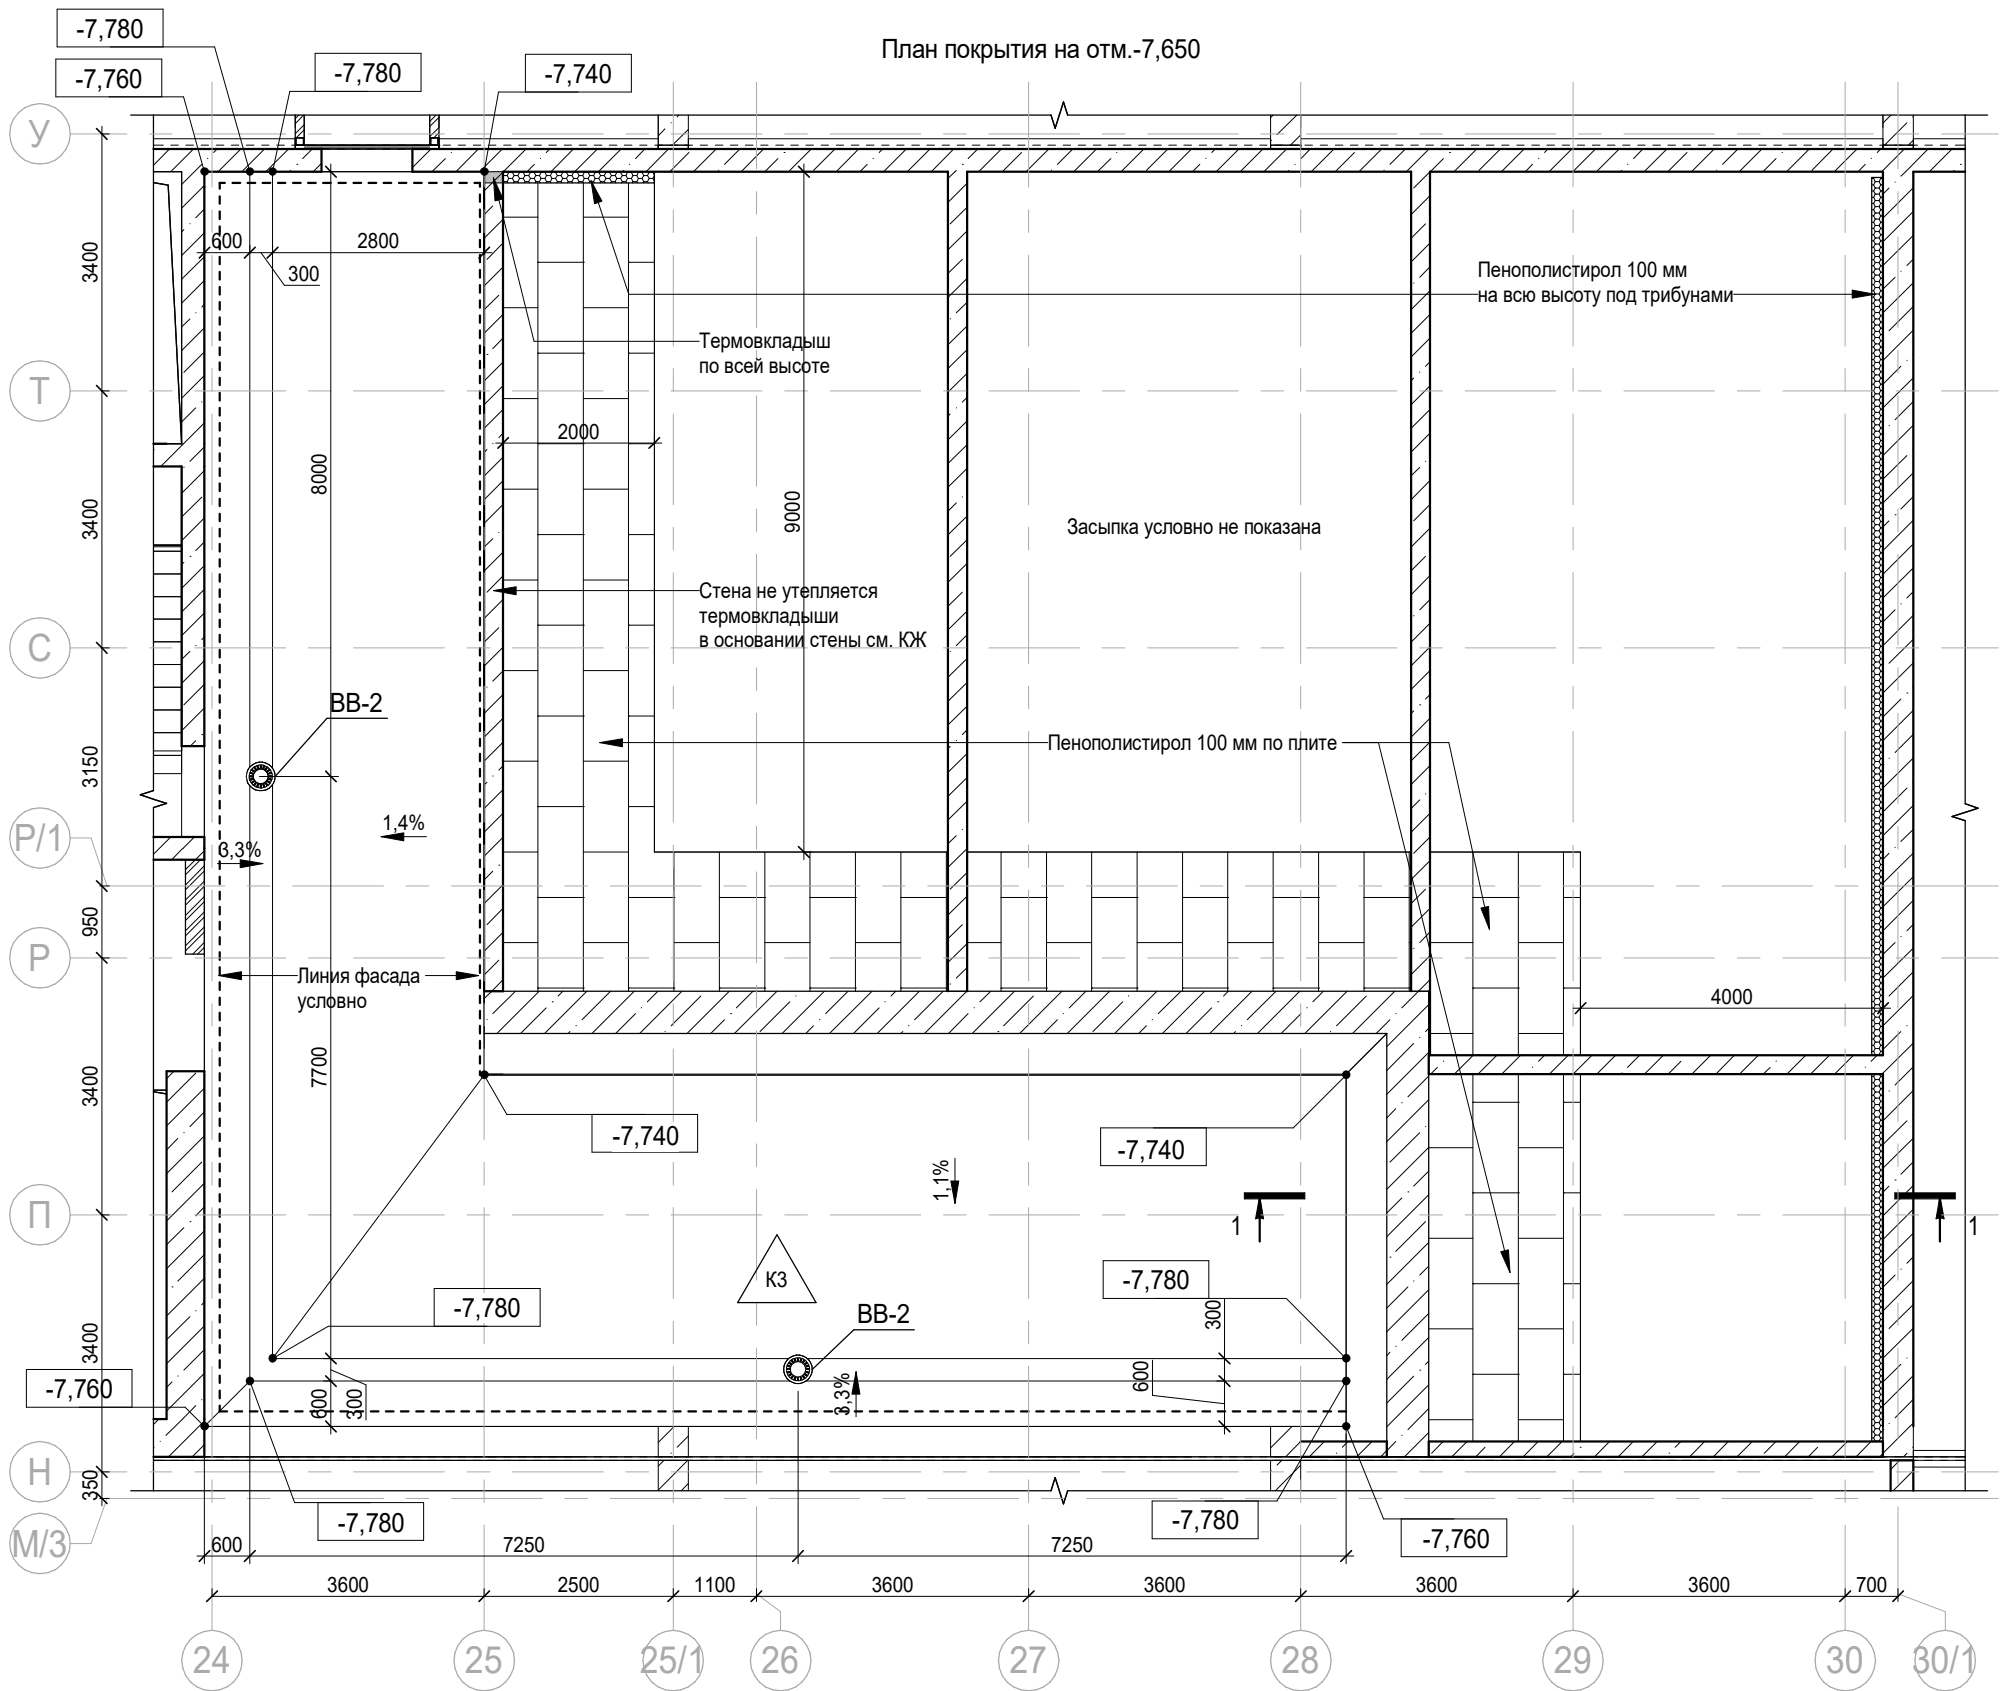 План покрытия на отм.-7,650
-7,780
-7,760
-7,780
-7,740
У
Т
С
Р/1
Р
П
Н
М/3
3400
3400
3150
950
3400
3400
350
600
2800
300
8000
7700
600
300
2000
9000
Термовкладыш
по всей высоте
Пенополистирол 100 мм
на всю высоту под трибунами
Засыпка условно не показана
Стена не утепляется
термовкладыши
в основании стены см. КЖ
ВВ-2
Пенополистирол 100 мм по плите
1,4%
3,3%
Линия фасада
условно
4000
-7,740
-7,740
1,1%
1
1
К3
-7,780
-7,780
300
ВВ-2
600
3,3%
-7,760
-7,780
-7,780
-7,760
600
7250
7250
3600
2500
1100
3600
3600
3600
3600
700
24
25
25/1
26
27
28
29
30
30/1